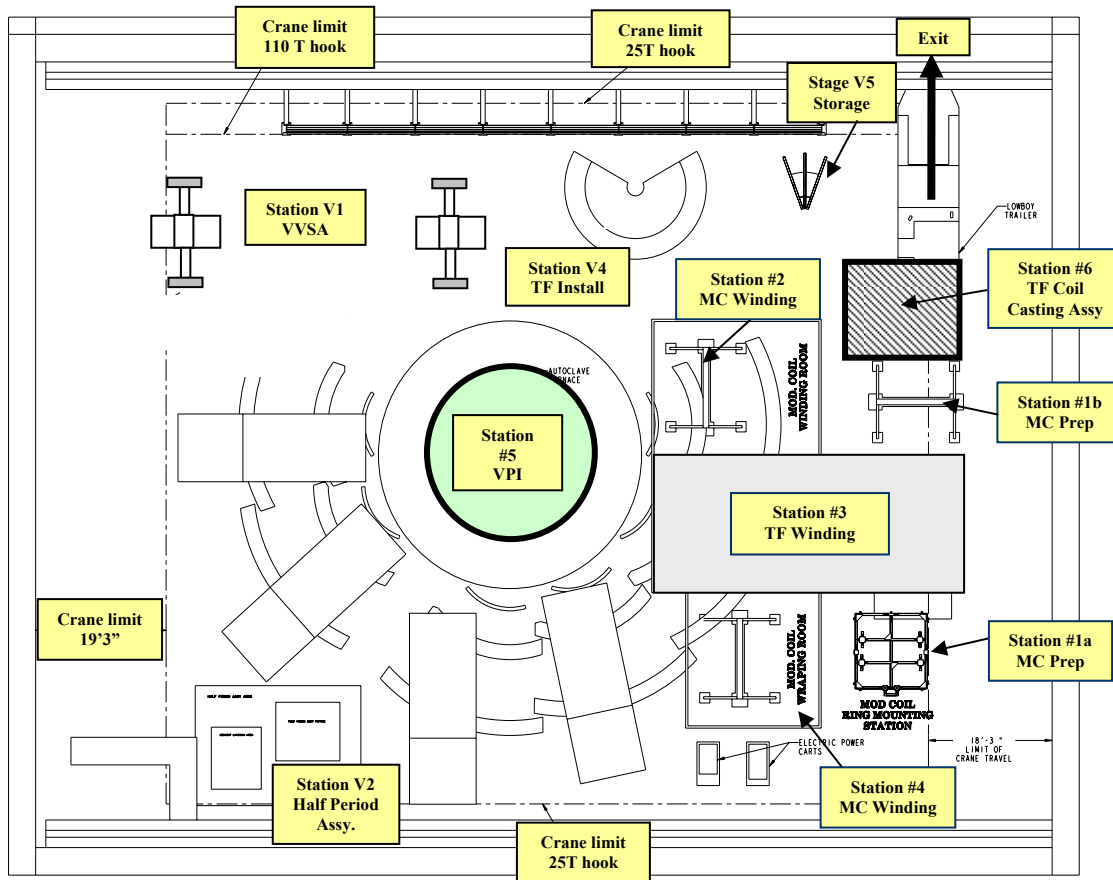 Crane limit
110 T hook
Crane limit
25T hook
Exit
Stage V5
Storage
Station V1
VVSA
LOWBOY
TRAILER
Station V4
TF Install
Station #2
MC Winding
Station #6
TF Coil
Casting Assy
MOD. COIL
WINDING ROOM
AUTOCLAVE
Station #1b
MC Prep
Station
#5
VPI
Station #3
TF Winding
Crane limit
19'3"
MOD. COIL
WRAPING ROOM
Station #1a
MC Prep
MOD COIL
RING MOUNTING
STATION
HALF PERIOD ASSY AREA
ELECTRIC POWER
CARTS
18'-3 "
LIMIT OF
CRANE TRAVEL
Station V2
Half Period
Assy.
Station #4
MC Winding
Crane limit
25T hook